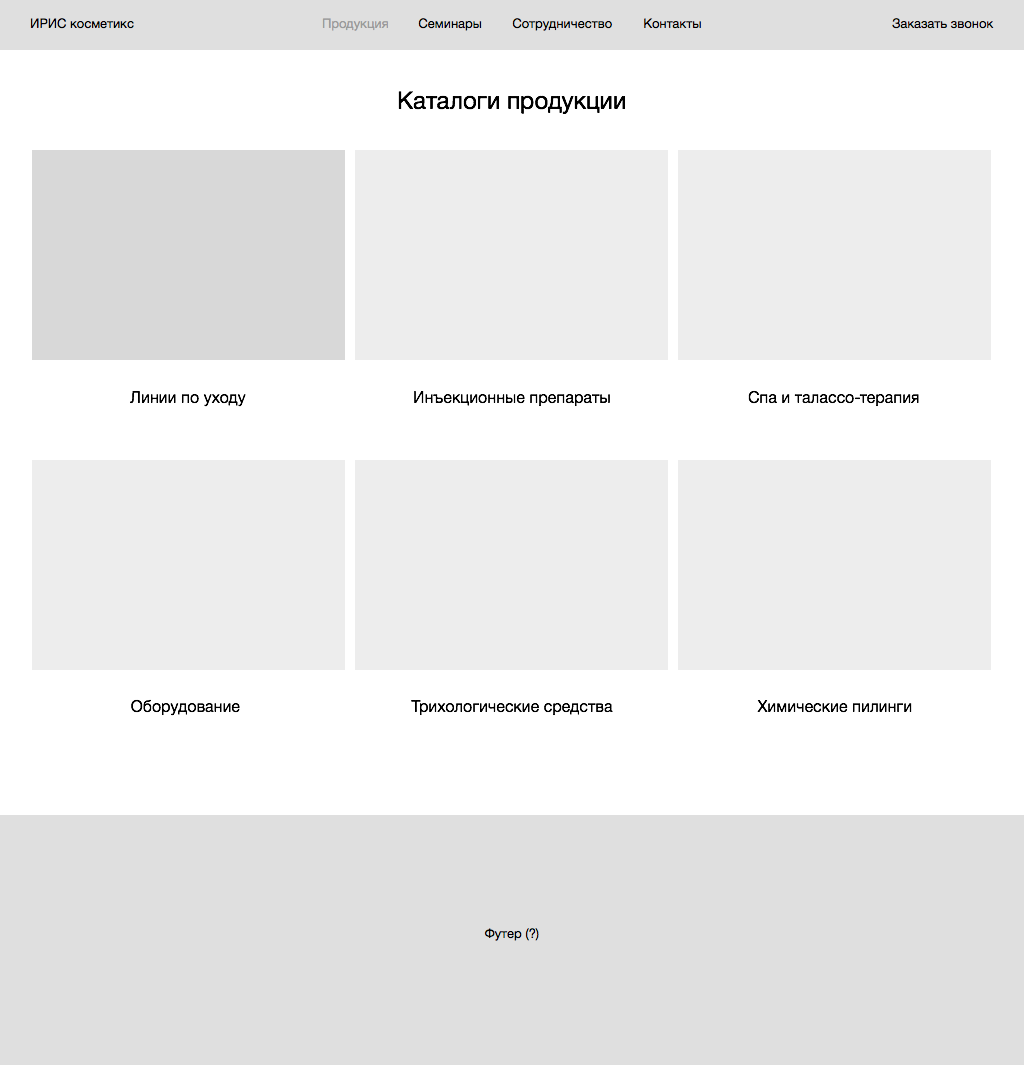 ИРИС косметикс Продукция Семинары Сотрудничество Контакты Заказать звонок
Каталоги продукции
Линии по уходу Инъекционные препараты Спа и талассо-терапия
Оборудование Трихологические средства Химические пилинги
Футер (?)